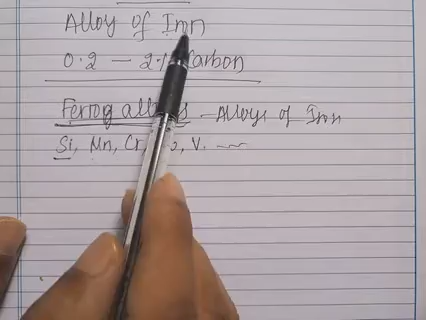 Alloy of Iron
0.2 — 2.1 Carbon
Ferro alloys - Alloys of Iron
Si, Mn, Cr, V. —